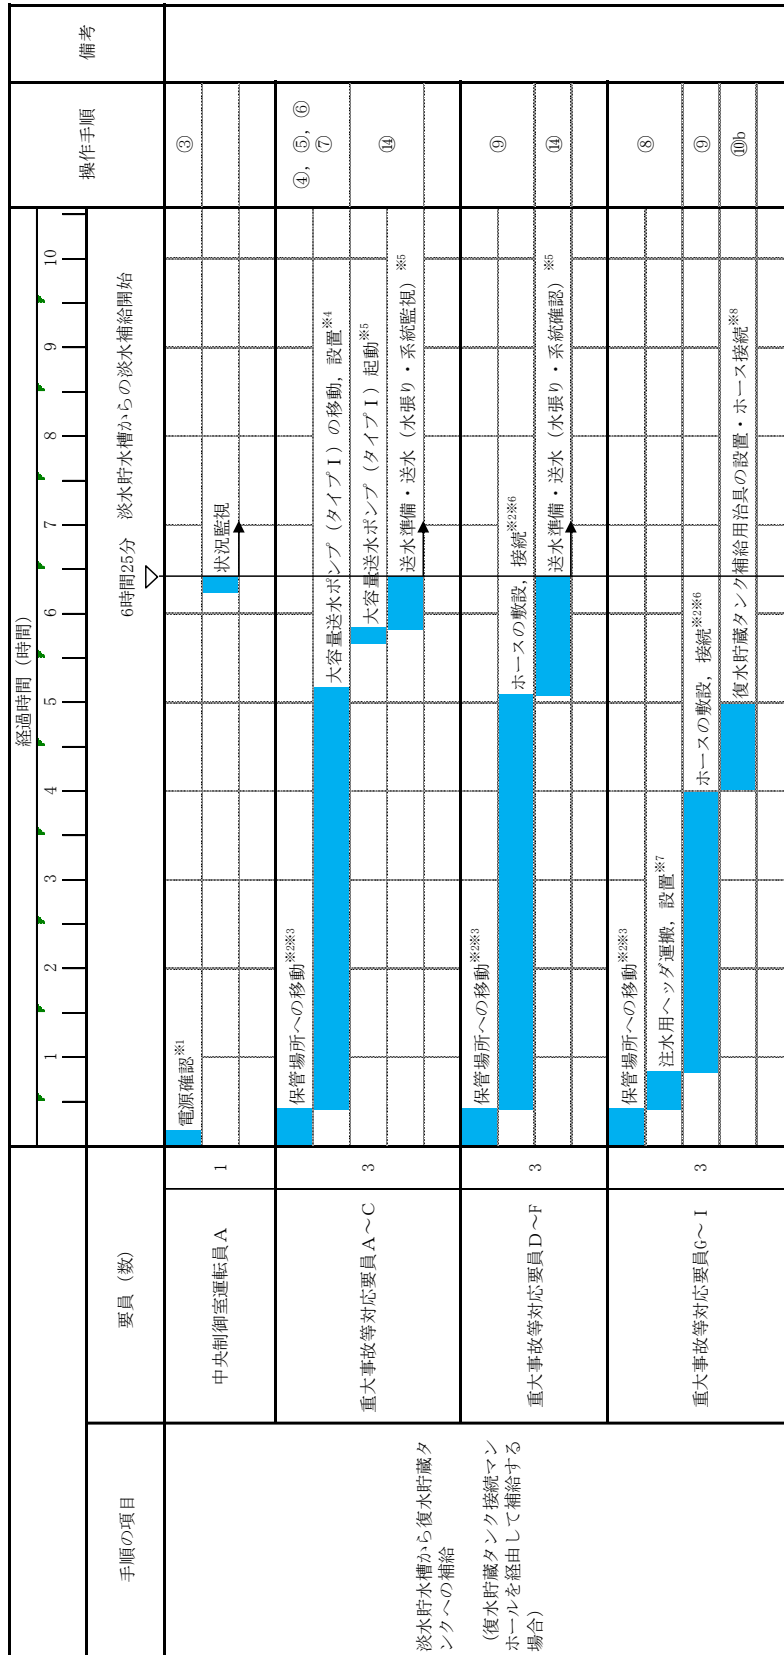 経過時間（時間）
備考
手順の項目
要員（数）
1
2
3
4
5
6
7
8
9
10
操作手順
6時間25分　淡水貯水槽からの淡水補給開始
淡水貯水槽から復水貯蔵タ
ンクへの補給
（復水貯蔵タンク接続マン
ホールを経由して補給する
場合）
中央制御室運転員A
1
電源確認※1
③
状況監視
重大事故等対応要員A～C
3
保管場所への移動※2※3
④，⑤，⑥
大容量送水ポンプ（タイプⅠ）の移動，設置※4
⑦
大容量送水ポンプ（タイプⅠ）起動※5
⑭
送水準備・送水（水張り・系統監視）※5
重大事故等対応要員D～F
3
保管場所への移動※2※3
ホースの敷設，接続※2※6
⑨
送水準備・送水（水張り・系統確認）※5
⑭
重大事故等対応要員G～I
3
保管場所への移動※2※3
注水用ヘッダ運搬，設置※7
⑧
ホースの敷設，接続※2※6
⑨
復水貯蔵タンク補給用治具の設置・ホース接続※8
⑩b